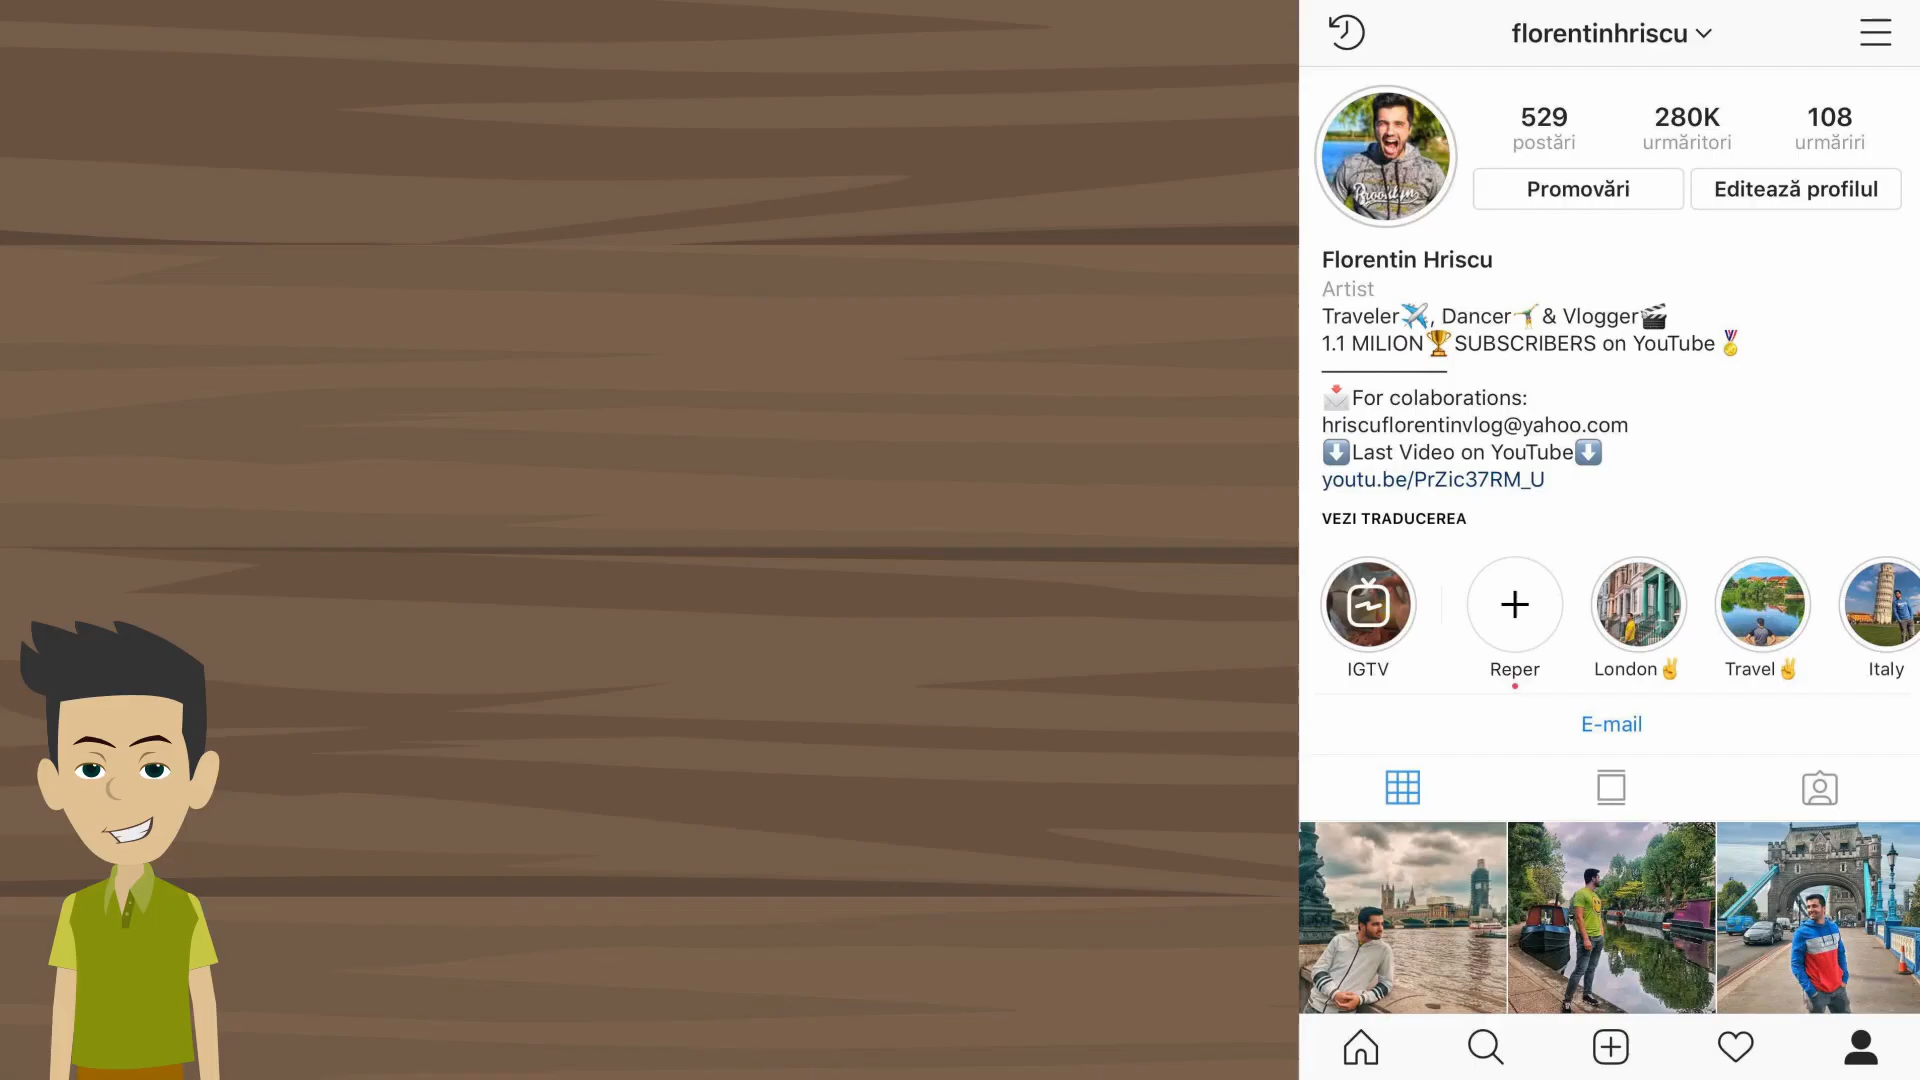 florentinhriscu
529 280K 108
postări urmăritori urmăriri
Promovări Editează profilul
Brooklyn
Florentin Hriscu
Artist
Traveler✈️, Dancer🤸‍♂️ & Vlogger🎬
1.1 MILION🏆SUBSCRIBERS on YouTube🏅
📩For colaborations:
hriscuflorentinvlog@yahoo.com
⬇️Last Video on YouTube⬇️
youtu.be/PrZic37RM_U
VEZI TRADUCEREA
IGTV Reper London✌️ Travel✌️ Italy
E-mail